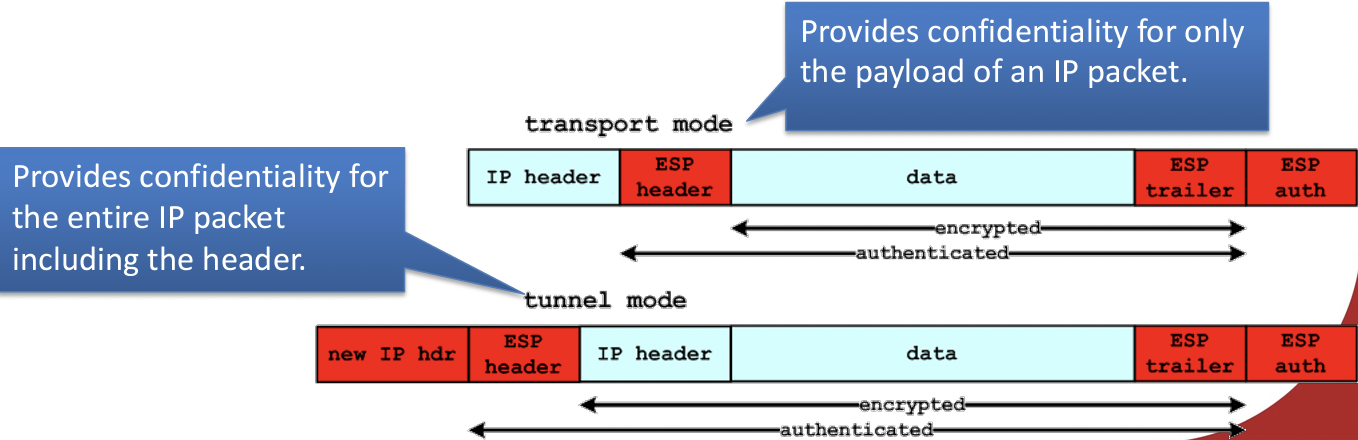 Provides confidentiality for only
the payload of an IP packet.
transport mode
IP header ESP header data ESP trailer ESP auth
encrypted
authenticated
Provides confidentiality for
the entire IP packet
including the header.
tunnel mode
new IP hdr ESP header IP header data ESP trailer ESP auth
encrypted
authenticated